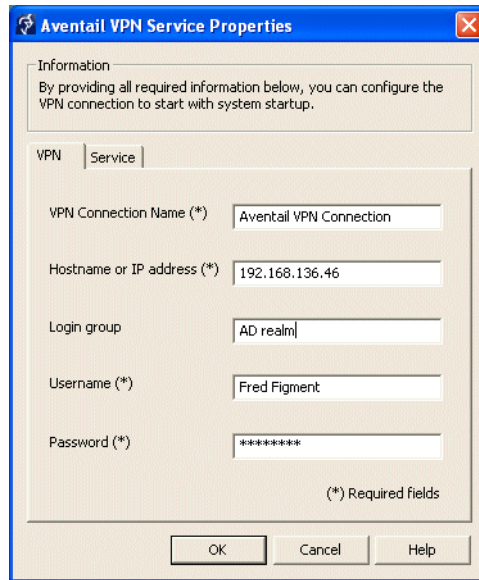 Aventail VPN Service Properties
Information
By providing all required information below, you can configure the
VPN connection to start with system startup.
VPN
Service
VPN Connection Name (*)
Aventail VPN Connection
Hostname or IP address (*)
192.168.136.46
Login group
AD realm
Username (*)
Fred Figment
Password (*)
********
(*) Required fields
OK
Cancel
Help